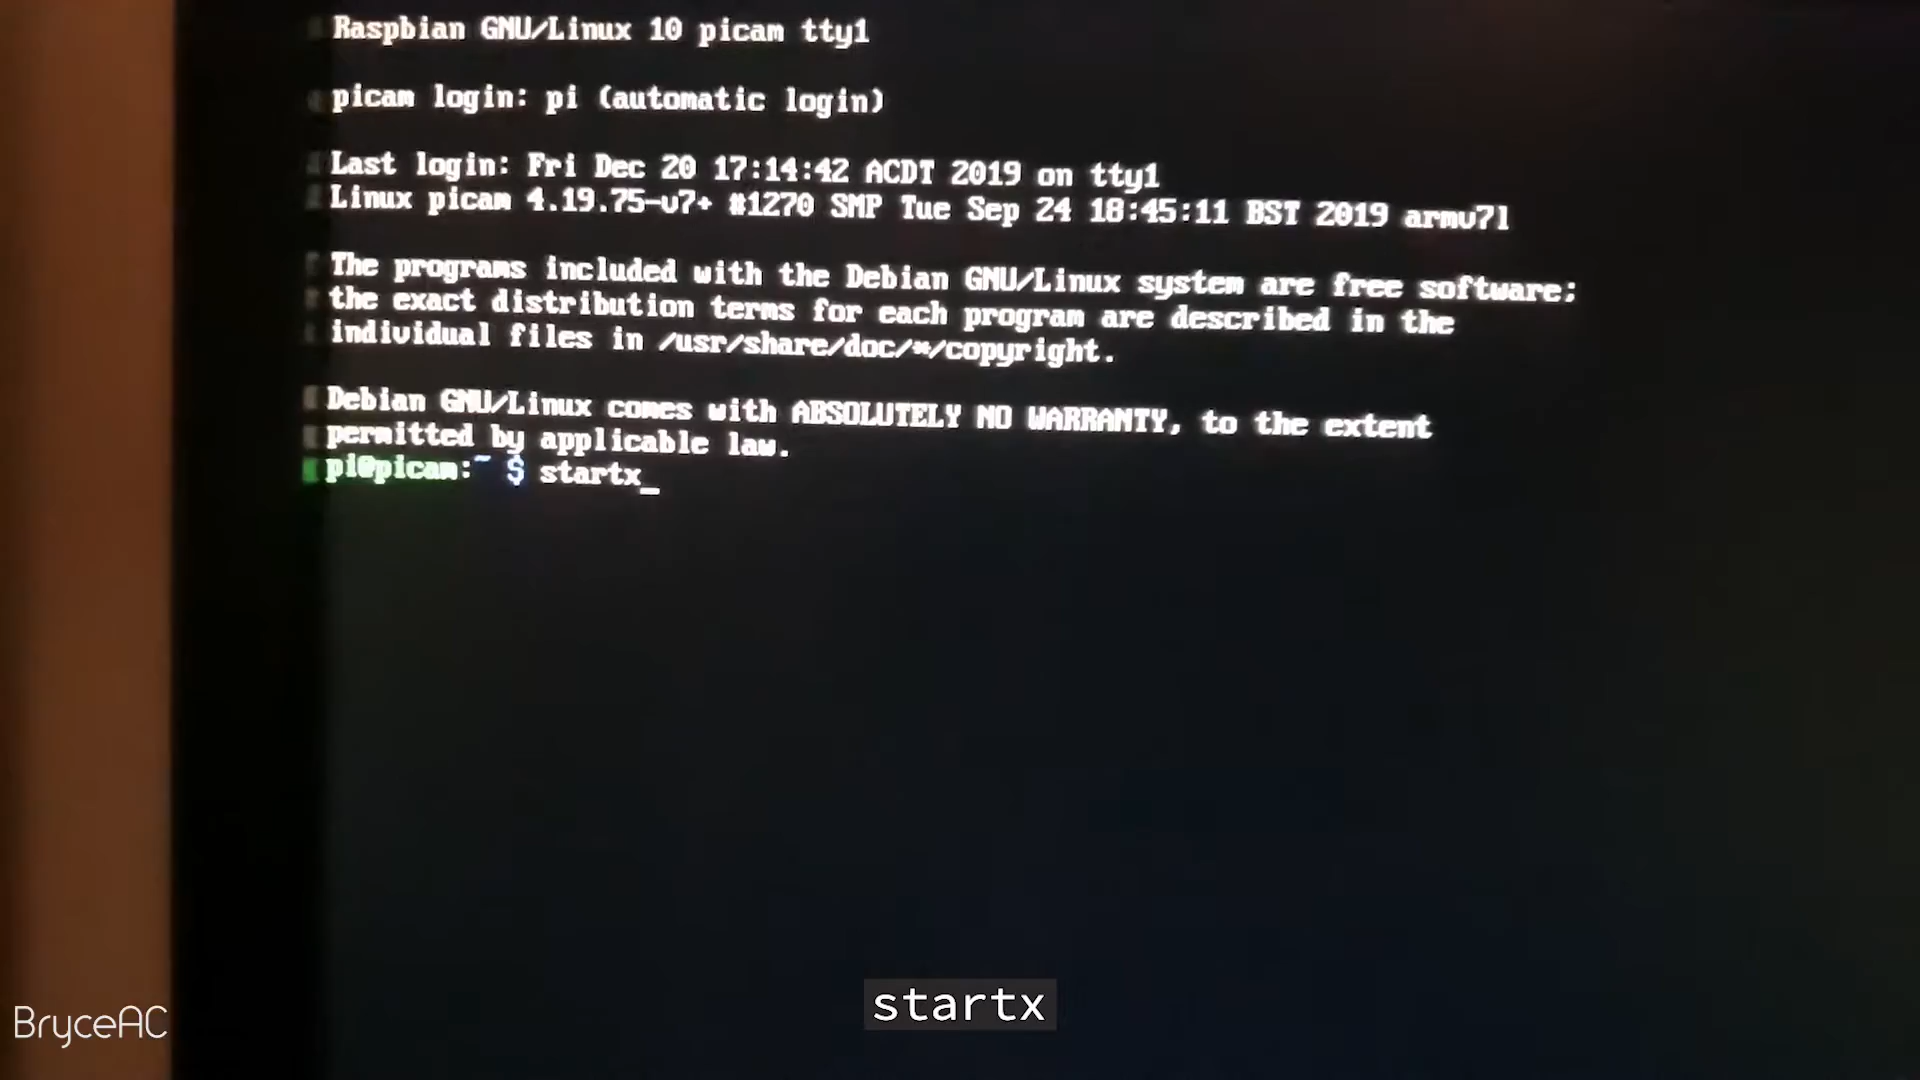 Raspbian GNU/Linux 10 picam tty1
picam login: pi (automatic login)
Last login: Fri Dec 20 17:14:42 ACDT 2019 on tty1
Linux picam 4.19.75-v7+ #1270 SMP Tue Sep 24 18:45:11 BST 2019 armv7l
The programs included with the Debian GNU/Linux system are free software;
the exact distribution terms for each program are described in the
individual files in /usr/share/doc/*/copyright.
Debian GNU/Linux comes with ABSOLUTELY NO WARRANTY, to the extent
permitted by applicable law.
pi@picam:~ $ startx_
startx
BryceAC